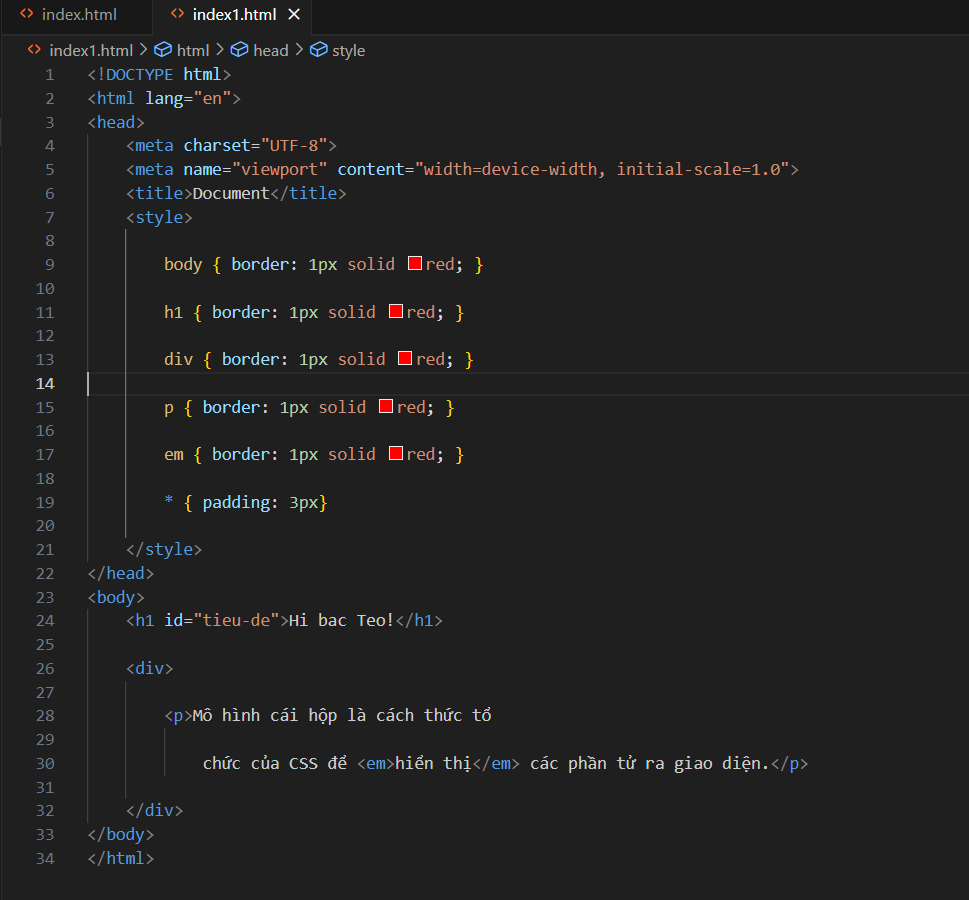 index.html index1.html
index1.html > html > head > style
1 <!DOCTYPE html>
2 <html lang="en">
3 <head>
4 <meta charset="UTF-8">
5 <meta name="viewport" content="width=device-width, initial-scale=1.0">
6 <title>Document</title>
7 <style>
8
9 body { border: 1px solid red; }
10
11 h1 { border: 1px solid red; }
12
13 div { border: 1px solid red; }
14
15 p { border: 1px solid red; }
16
17 em { border: 1px solid red; }
18
19 * { padding: 3px}
20
21 </style>
22 </head>
23 <body>
24 <h1 id="tieu-de">Hi bac Teo!</h1>
25
26 <div>
27
28 <p>Mô hình cái hộp là cách thức tổ
29
30 chức của CSS để <em>hiển thị</em> các phần tử ra giao diện.</p>
31
32 </div>
33 </body>
34 </html>